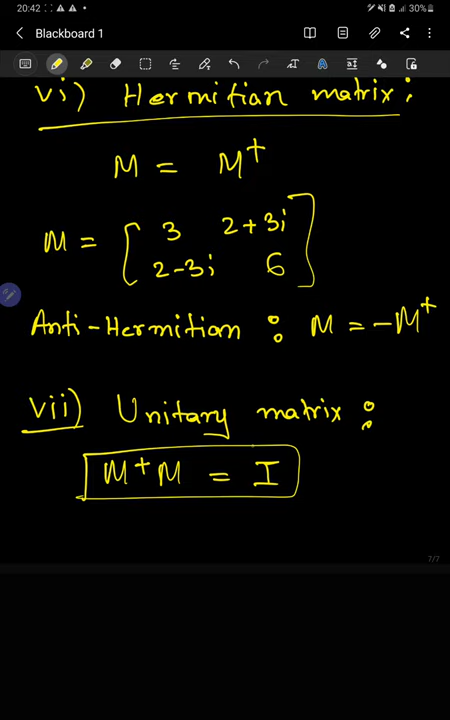 20:42 30%
Blackboard 1
vi) Hermitian matrix:
M = M†
M = [ 3 2+3i
2-3i 6 ]
Anti-Hermitian : M = -M†
vii) Unitary matrix :
M†M = I
7/7